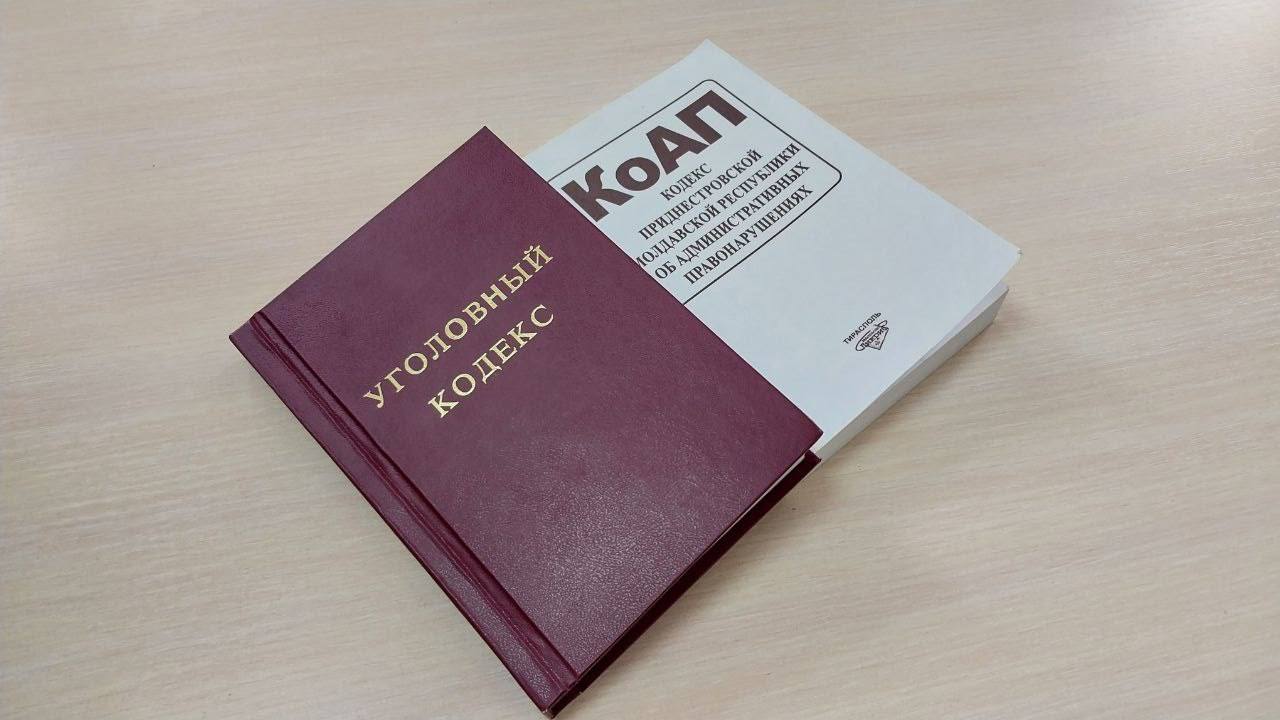 УГОЛОВНЫЙ
КОДЕКС
КоАП
КОДЕКС
ПРИДНЕСТРОВСКОЙ
МОЛДАВСКОЙ РЕСПУБЛИКИ
ОБ АДМИНИСТРАТИВНЫХ
ПРАВОНАРУШЕНИЯХ
ТИРАСПОЛЬ